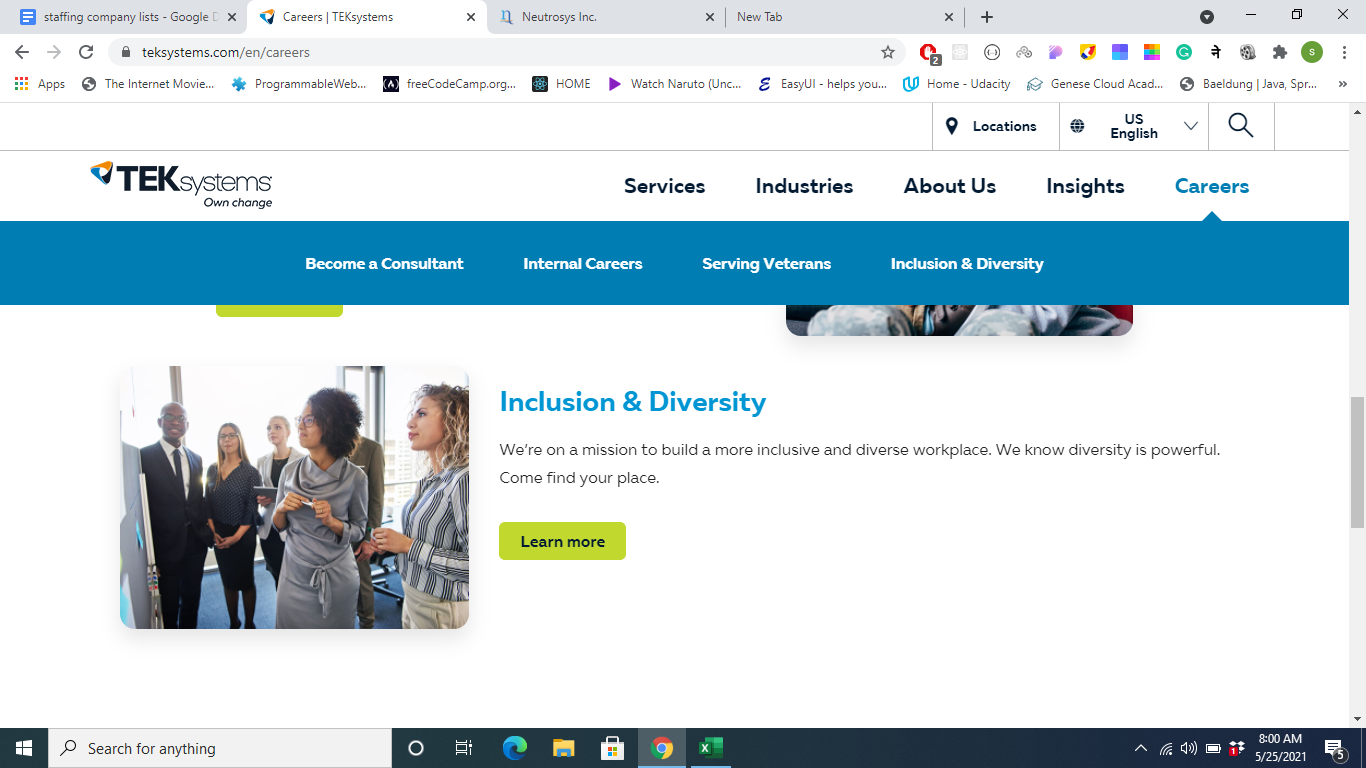 staffing company lists - Google D
Careers | TEKsystems
Neutrosys Inc.
New Tab
teksystems.com/en/careers
2
S
Apps
The Internet Movie...
ProgrammableWeb...
freeCodeCamp.org...
HOME
Watch Naruto (Unc...
EasyUI - helps you...
Home - Udacity
Genese Cloud Acad...
Baeldung | Java, Spr...
Locations
US
English
TEKsystems
Own change
Services
Industries
About Us
Insights
Careers
Become a Consultant
Internal Careers
Serving Veterans
Inclusion & Diversity
Inclusion & Diversity
We're on a mission to build a more inclusive and diverse workplace. We know diversity is powerful.
Come find your place.
Learn more
Search for anything
8:00 AM
5/25/2021
5